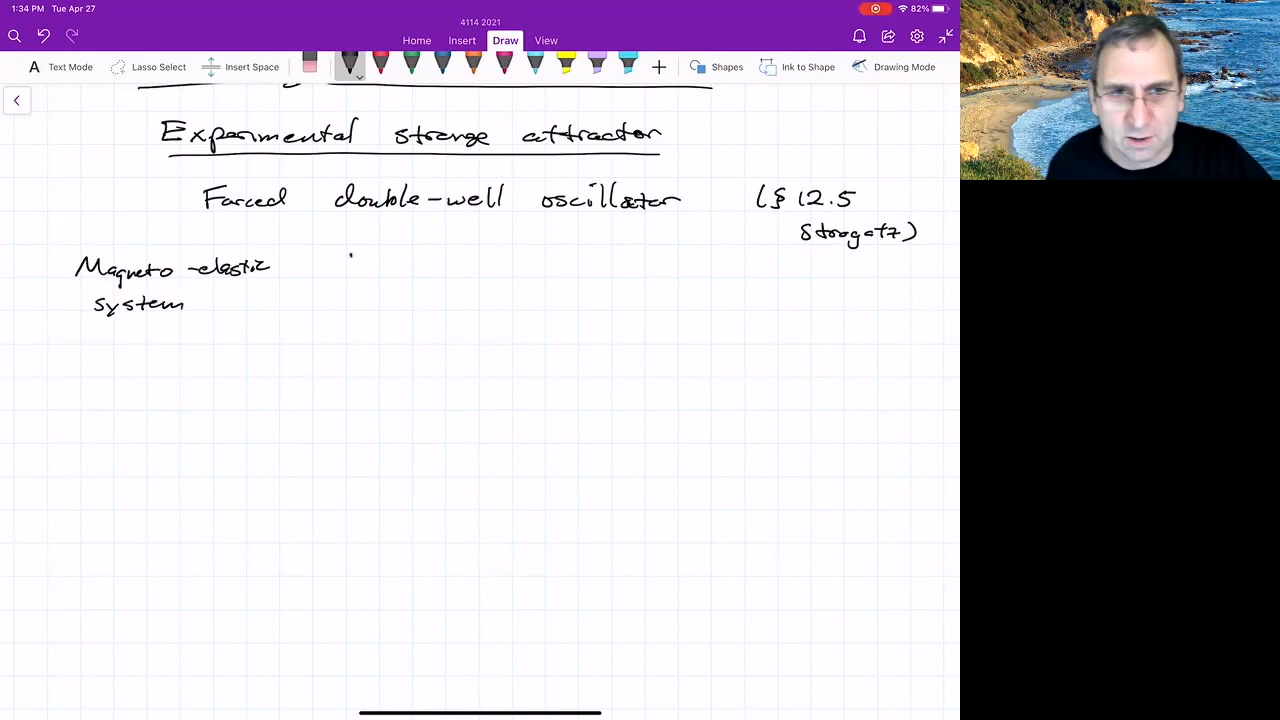 1:34 PM Tue Apr 27
82%
4114 2021
Home Insert Draw View
Text Mode Lasso Select Insert Space Shapes Ink to Shape Drawing Mode
Experimental strange attractor
Forced double-well oscillator (§ 12.5
Strogatz)
Magneto-elastic
system